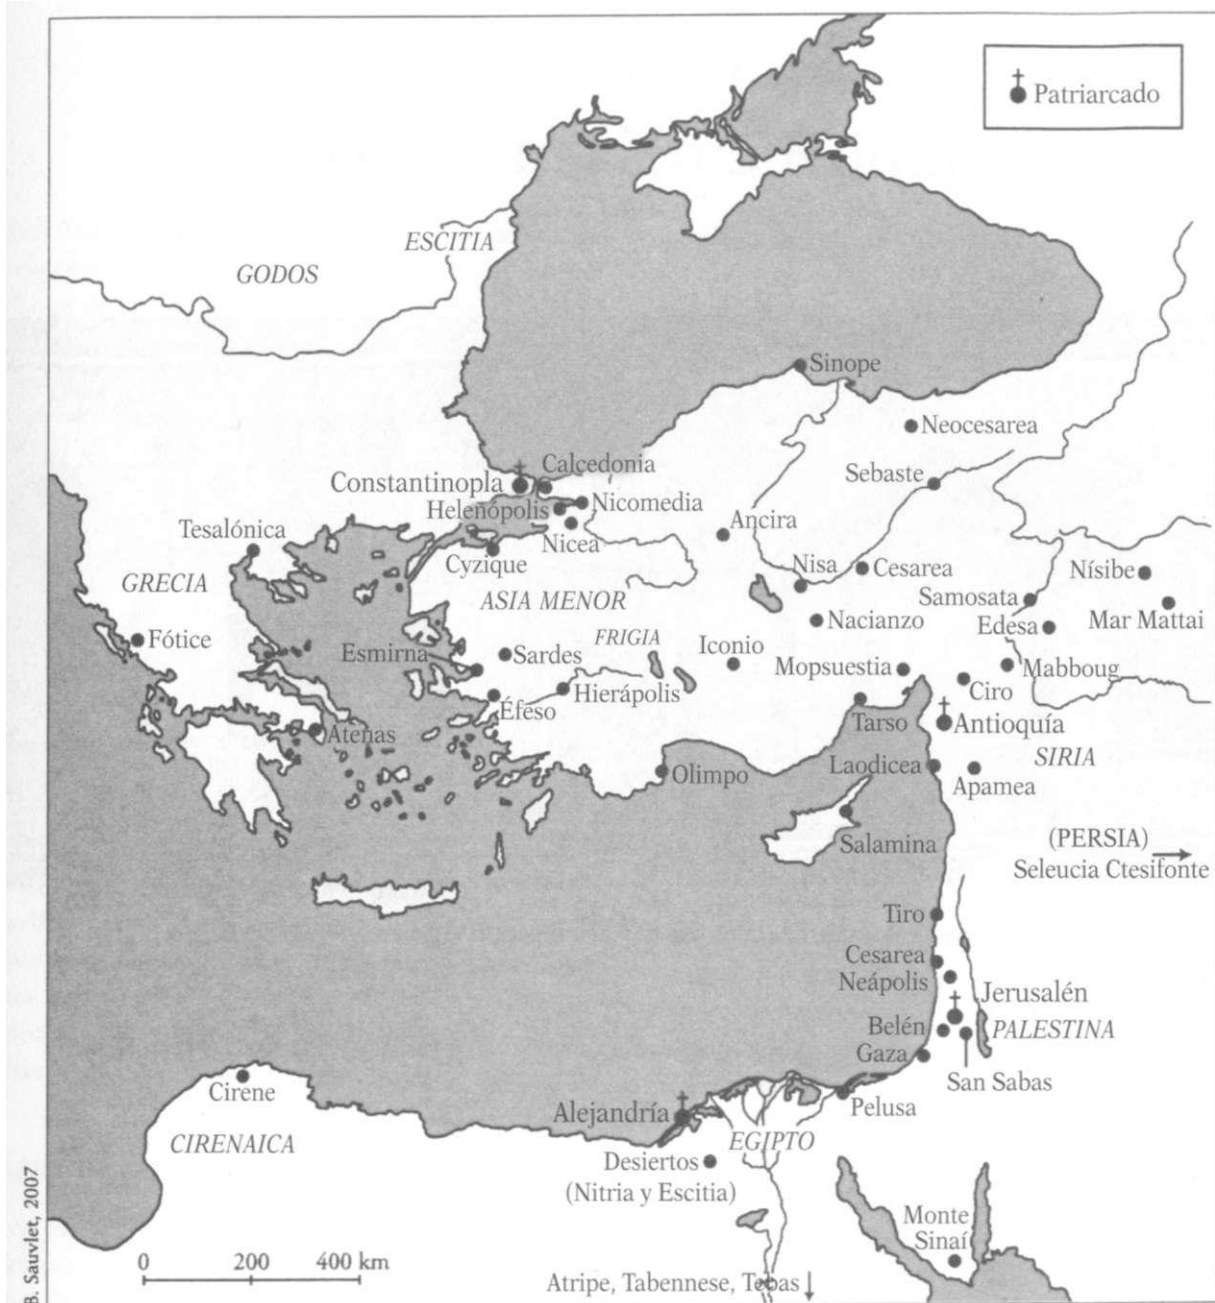 Patriarcado
ESCITIA
GODOS
Sinope
Neocesarea
Calcedonia
Constantinopla
Sebaste
Helenópolis
Nicomedia
Tesalónica
Ancira
Nicea
Cyzique
Nisa
Cesarea
Nísibe
GRECIA
ASIA MENOR
Samosata
Nacianzo
Edesa
Mar Mattai
Fótice
FRIGIA
Iconio
Esmirna
Sardes
Mopsuestia
Mabboug
Hierápolis
Ciro
Éfeso
Tarso
Antioquía
Atenas
SIRIA
Laodicea
Olimpo
Apamea
Salamina
(PERSIA)
Seleucia Ctesifonte
Tiro
Cesarea
Neápolis
Jerusalén
Belén
PALESTINA
Gaza
San Sabas
Cirene
Pelusa
Alejandría
CIRENAICA
EGIPTO
Desiertos
(Nitria y Escitia)
Monte
Sinaí
0 200 400 km
Atripe, Tabennese, Tebas
B. Sauvlet, 2007